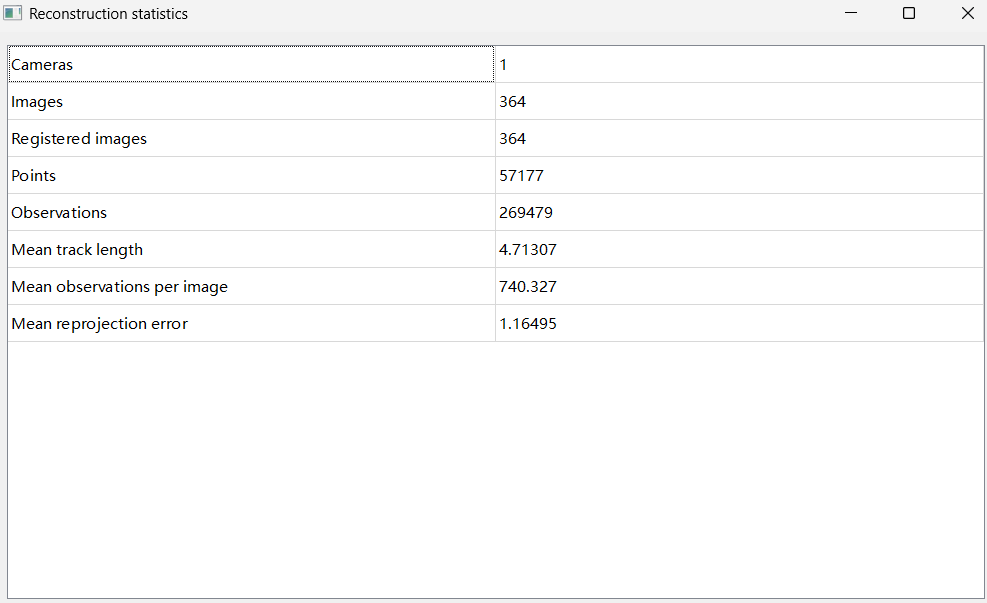 Reconstruction statistics
Cameras 1
Images 364
Registered images 364
Points 57177
Observations 269479
Mean track length 4.71307
Mean observations per image 740.327
Mean reprojection error 1.16495